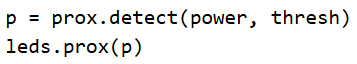 p = prox.detect(power, thresh)
leds.prox(p)